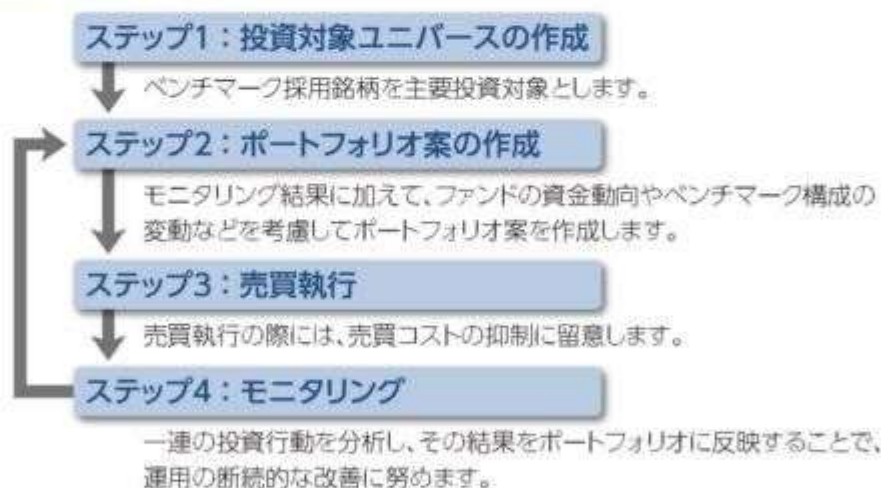 ステップ1：投資対象ユニバースの作成
ベンチマーク採用銘柄を主要投資対象とします。
ステップ2：ポートフォリオ案の作成
モニタリング結果に加えて、ファンドの資金動向やベンチマーク構成の
変動などを考慮してポートフォリオ案を作成します。
ステップ3：売買執行
売買執行の際には、売買コストの抑制に留意します。
ステップ4：モニタリング
一連の投資行動を分析し、その結果をポートフォリオに反映することで、
運用の断続的な改善に努めます。